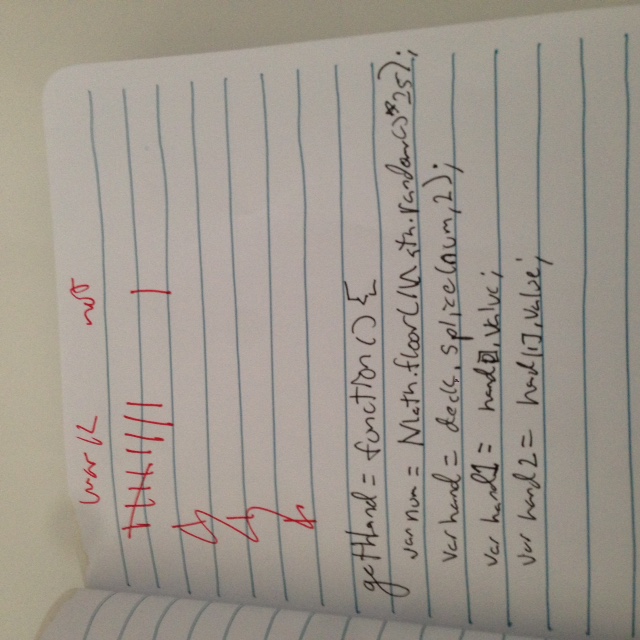 work not
getHand = function() {
var num = Math.floor(Math.random()*25);
var hand = deck.splice(num,2);
var hand1 = hand[0].value;
var hand2 = hand[1].value;